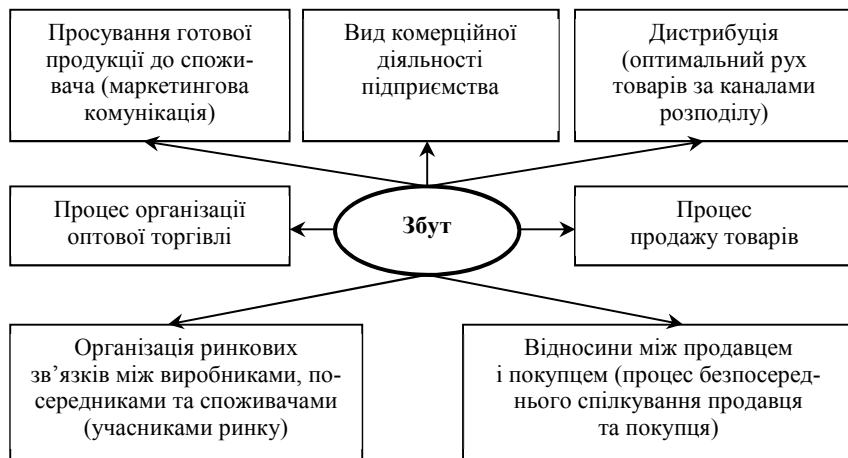 Просування готової
продукції до спожи-
вача (маркетингова
комунікація)
Вид комерційної
діяльності
підприємства
Дистрибуція
(оптимальний рух
товарів за каналами
розподілу)
Процес організації
оптової торгівлі
Збут
Процес
продажу товарів
Організація ринкових
зв’язків між виробниками, по-
середниками та споживачами
(учасниками ринку)
Відносини між продавцем
і покупцем (процес безпосеред-
нього спілкування продавця
та покупця)